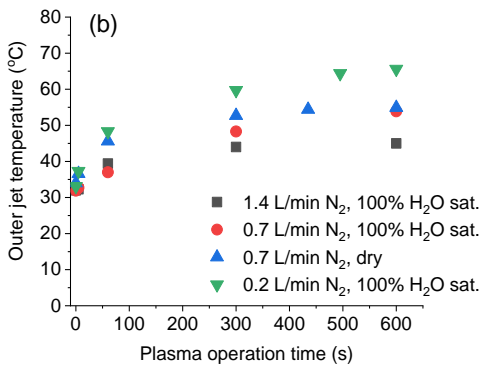 (b)
Outer jet temperature (°C)
80
70
60
50
40
30
20
10
0
1.4 L/min N₂, 100% H₂O sat.
0.7 L/min N₂, 100% H₂O sat.
0.7 L/min N₂, dry
0.2 L/min N₂, 100% H₂O sat.
0 100 200 300 400 500 600
Plasma operation time (s)